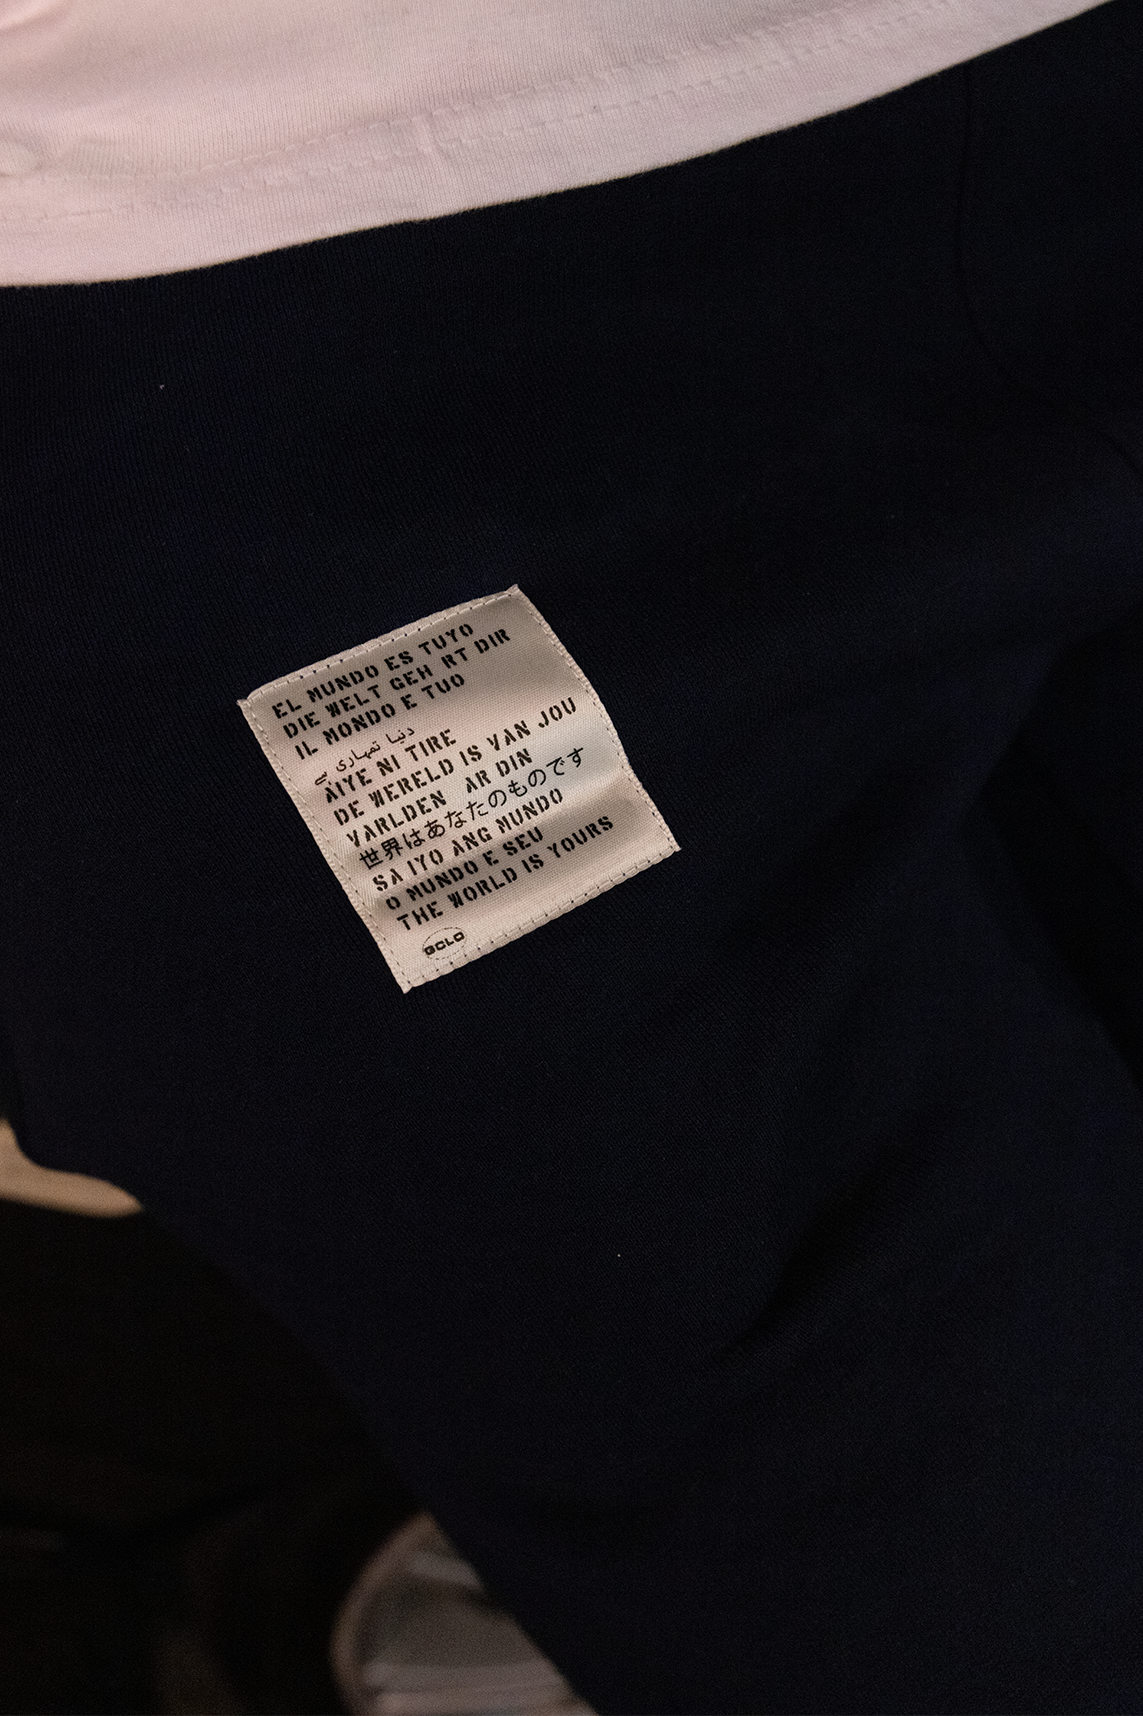 EL MUNDO ES TUYO
DIE WELT GEH RT DIR
IL MONDO E TUO
دنیا تمہاری ہے
AIYE NI TIRE
DE WERELD IS VAN JOU
VARLDEN AR DIN
世界はあなたのものです
SA IYO ANG MUNDO
O MUNDO E SEU
THE WORLD IS YOURS
GCLO